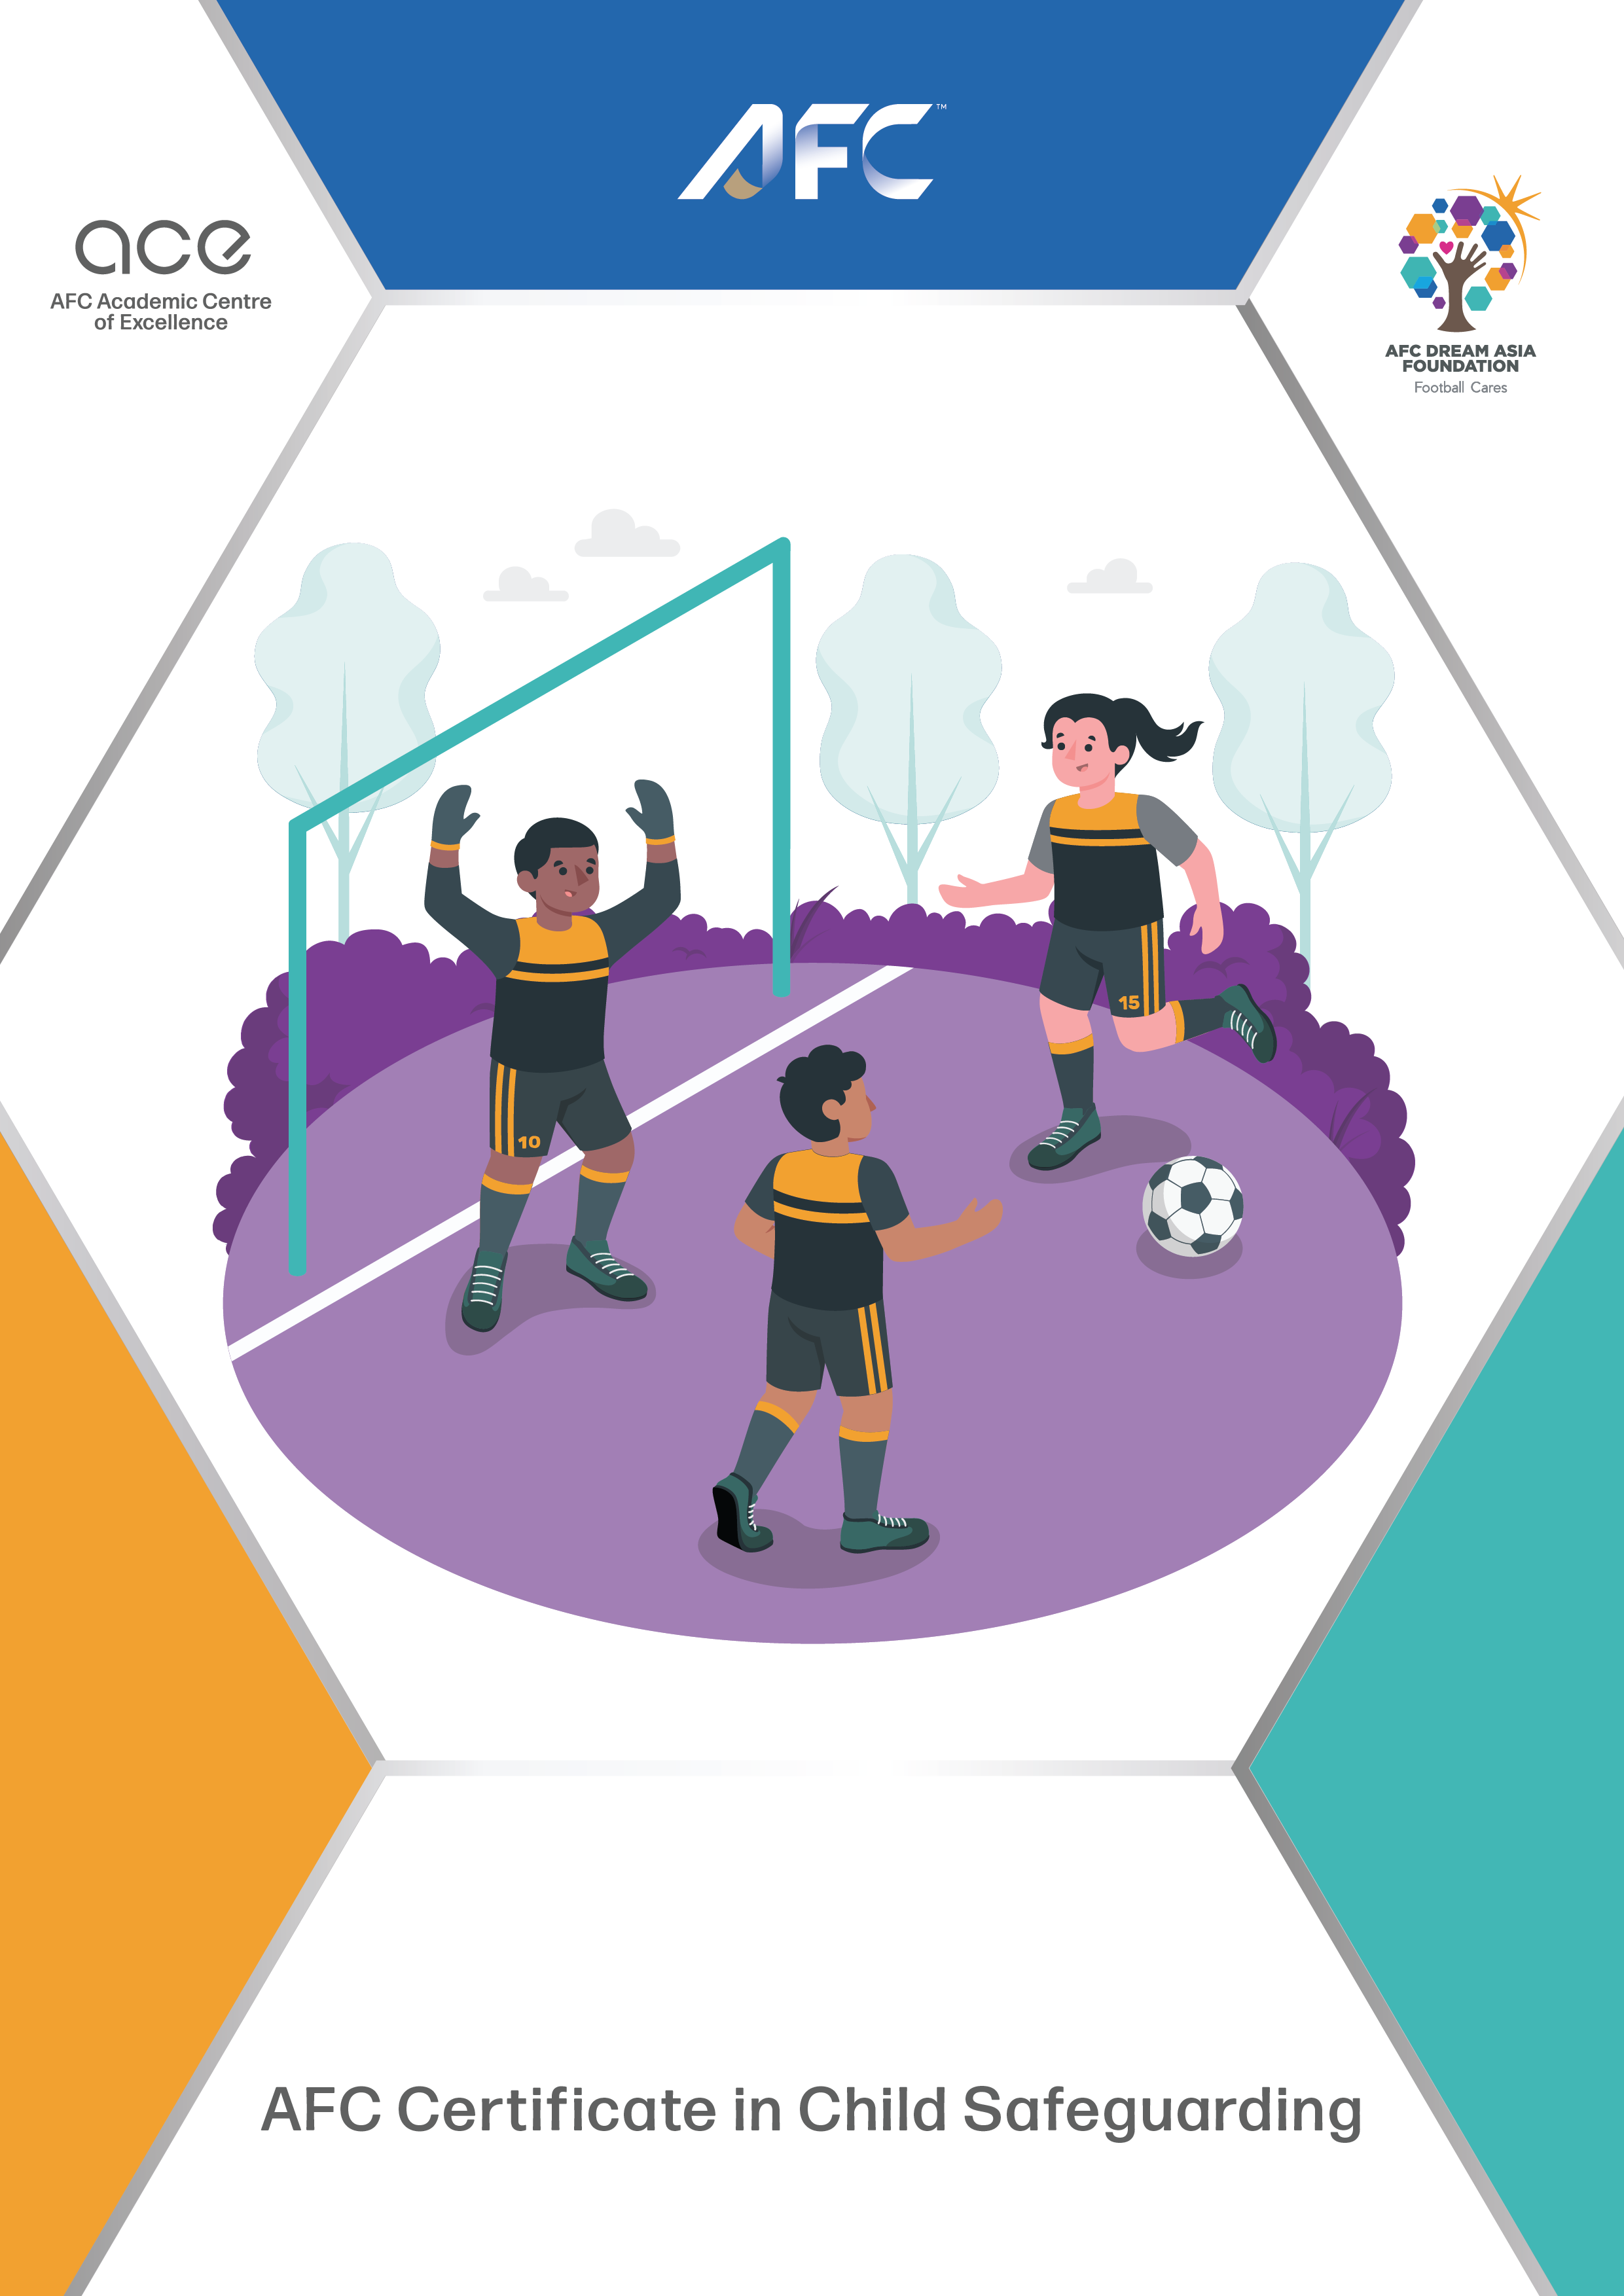 AFC™
ace
AFC Academic Centre
of Excellence
AFC DREAM ASIA
FOUNDATION
Football Cares
15
10
AFC Certificate in Child Safeguarding